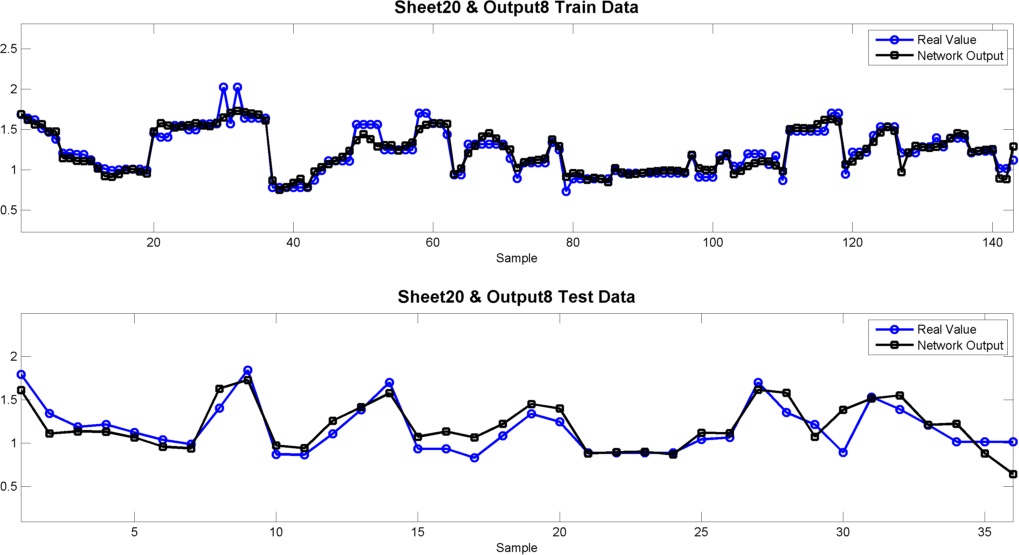 Sheet20 & Output8 Train Data
Real Value
Network Output
2.5
2
1.5
1
0.5
20 40 60 80 100 120 140
Sample
Sheet20 & Output8 Test Data
Real Value
Network Output
2
1.5
1
0.5
5 10 15 20 25 30 35
Sample